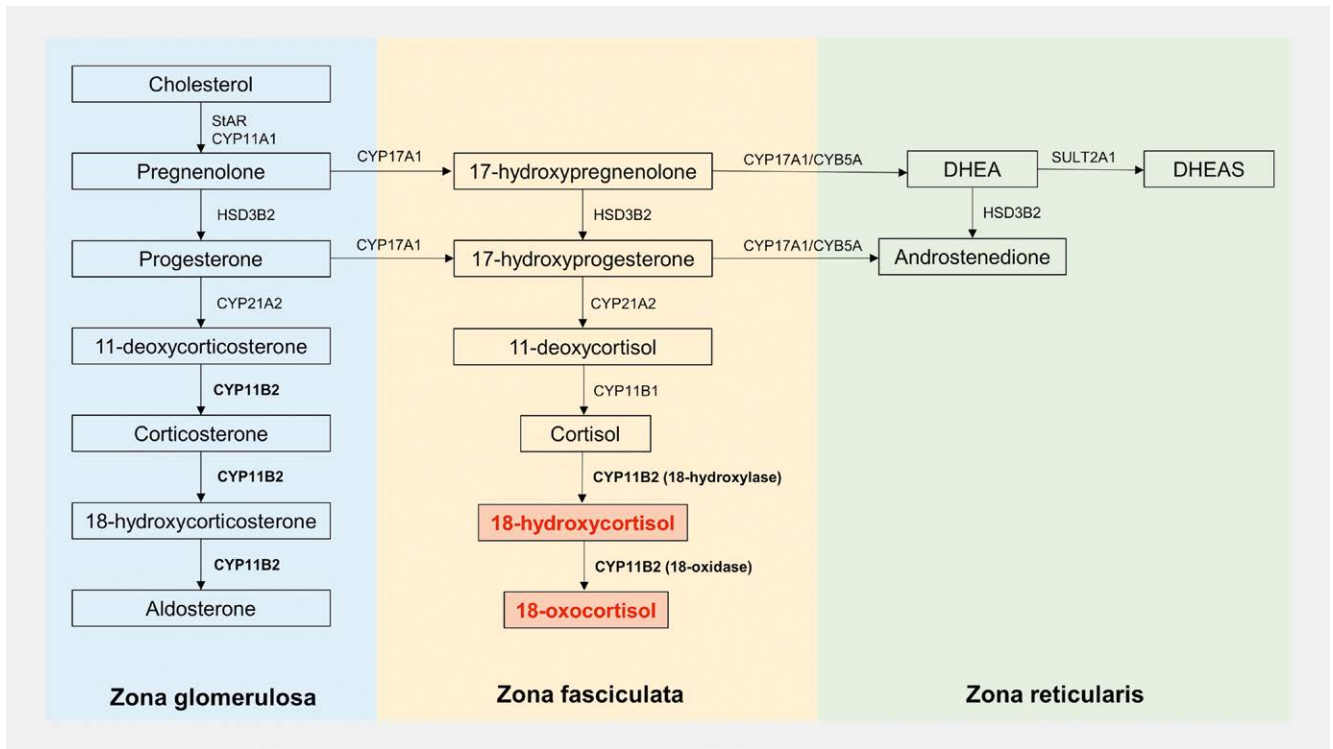 Cholesterol
StAR
CYP11A1
Pregnenolone
CYP17A1
17-hydroxypregnenolone
CYP17A1/CYB5A
DHEA
SULT2A1
DHEAS
HSD3B2
HSD3B2
HSD3B2
Progesterone
CYP17A1
17-hydroxyprogesterone
CYP17A1/CYB5A
Androstenedione
CYP21A2
CYP21A2
11-deoxycorticosterone
11-deoxycortisol
CYP11B2
CYP11B1
Corticosterone
Cortisol
CYP11B2
CYP11B2 (18-hydroxylase)
18-hydroxycorticosterone
18-hydroxycortisol
CYP11B2
CYP11B2 (18-oxidase)
Aldosterone
18-oxocortisol
Zona glomerulosa
Zona fasciculata
Zona reticularis